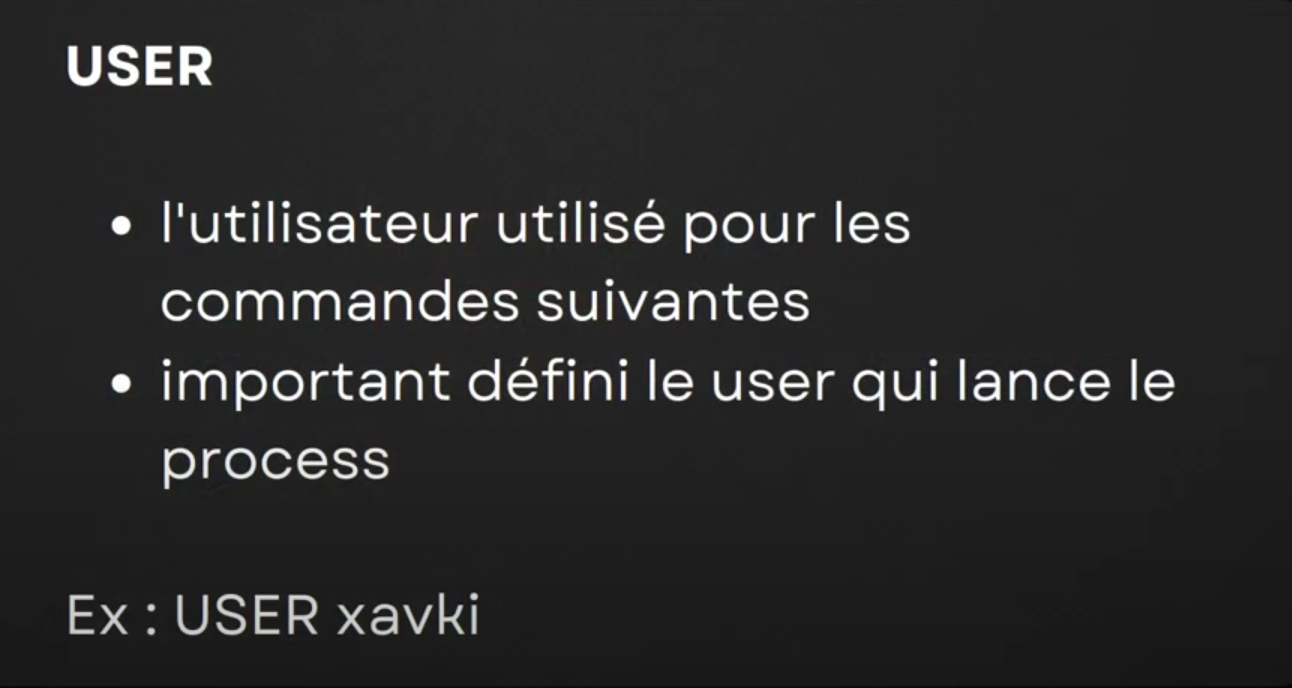 USER
l'utilisateur utilisé pour les
commandes suivantes
important défini le user qui lance le
process
Ex : USER xavki